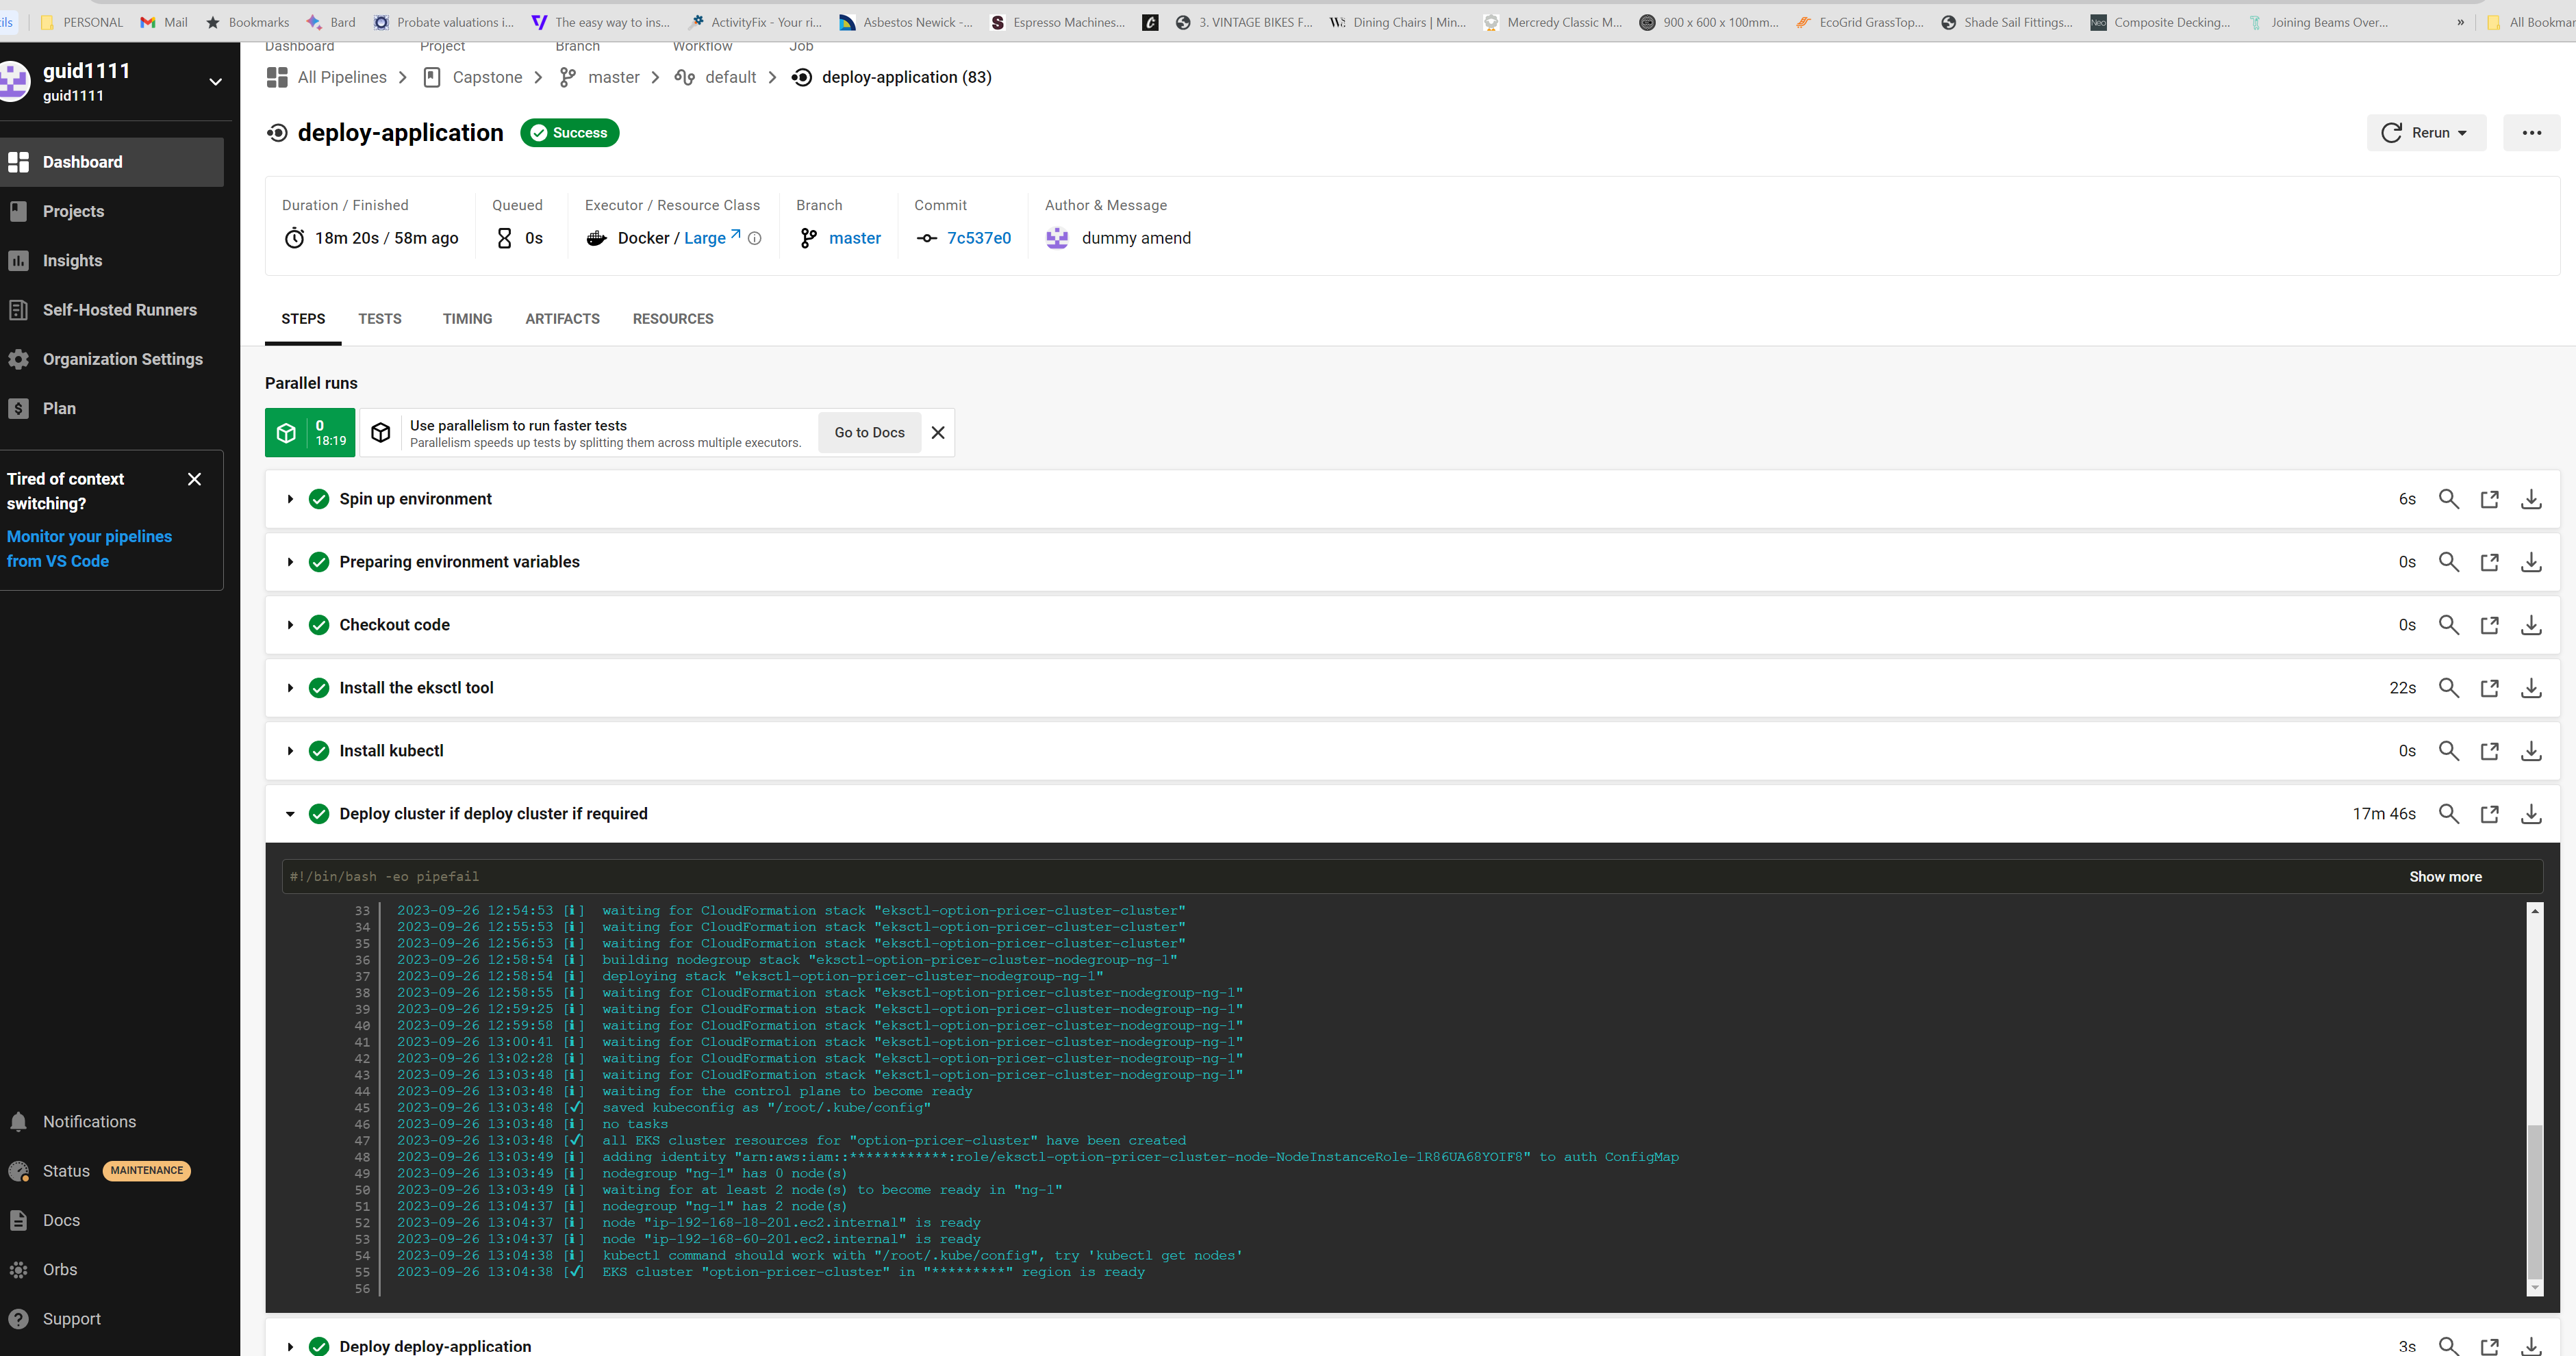 ils PERSONAL Mail Bookmarks Bard Probate valuations i... The easy way to ins... ActivityFix - Your ri... Asbestos Newick -... Espresso Machines... 3. VINTAGE BIKES F... Dining Chairs | Min... Mercredy Classic M... 900 x 600 x 100mm... EcoGrid GrassTop... Shade Sail Fittings... Composite Decking... Joining Beams Over... » All Bookmar
guid1111
guid1111
Dashboard
Projects
Insights
Self-Hosted Runners
Organization Settings
Plan
Tired of context
switching?
Monitor your pipelines
from VS Code
Notifications
Status MAINTENANCE
Docs
Orbs
Support
Dashboard Project Branch Workflow Job
All Pipelines Capstone master default deploy-application (83)
deploy-application Success
Rerun
Duration / Finished Queued Executor / Resource Class Branch Commit Author & Message
18m 20s / 58m ago 0s Docker / Large master 7c537e0 dummy amend
STEPS TESTS TIMING ARTIFACTS RESOURCES
Parallel runs
0
18:19
Use parallelism to run faster tests
Parallelism speeds up tests by splitting them across multiple executors.
Go to Docs
Spin up environment 6s
Preparing environment variables 0s
Checkout code 0s
Install the eksctl tool 22s
Install kubectl 0s
Deploy cluster if deploy cluster if required 17m 46s
#!/bin/bash -eo pipefail Show more
33 2023-09-26 12:54:53 [ℹ] waiting for CloudFormation stack "eksctl-option-pricer-cluster-cluster"
34 2023-09-26 12:55:53 [ℹ] waiting for CloudFormation stack "eksctl-option-pricer-cluster-cluster"
35 2023-09-26 12:56:53 [ℹ] waiting for CloudFormation stack "eksctl-option-pricer-cluster-cluster"
36 2023-09-26 12:58:54 [ℹ] building nodegroup stack "eksctl-option-pricer-cluster-nodegroup-ng-1"
37 2023-09-26 12:58:54 [ℹ] deploying stack "eksctl-option-pricer-cluster-nodegroup-ng-1"
38 2023-09-26 12:58:55 [ℹ] waiting for CloudFormation stack "eksctl-option-pricer-cluster-nodegroup-ng-1"
39 2023-09-26 12:59:25 [ℹ] waiting for CloudFormation stack "eksctl-option-pricer-cluster-nodegroup-ng-1"
40 2023-09-26 12:59:58 [ℹ] waiting for CloudFormation stack "eksctl-option-pricer-cluster-nodegroup-ng-1"
41 2023-09-26 13:00:41 [ℹ] waiting for CloudFormation stack "eksctl-option-pricer-cluster-nodegroup-ng-1"
42 2023-09-26 13:02:28 [ℹ] waiting for CloudFormation stack "eksctl-option-pricer-cluster-nodegroup-ng-1"
43 2023-09-26 13:03:48 [ℹ] waiting for CloudFormation stack "eksctl-option-pricer-cluster-nodegroup-ng-1"
44 2023-09-26 13:03:48 [ℹ] waiting for the control plane to become ready
45 2023-09-26 13:03:48 [✓] saved kubeconfig as "/root/.kube/config"
46 2023-09-26 13:03:48 [ℹ] no tasks
47 2023-09-26 13:03:48 [✓] all EKS cluster resources for "option-pricer-cluster" have been created
48 2023-09-26 13:03:49 [ℹ] adding identity "arn:aws:iam::************:role/eksctl-option-pricer-cluster-node-NodeInstanceRole-1R86UA68YOIF8" to auth ConfigMap
49 2023-09-26 13:03:49 [ℹ] nodegroup "ng-1" has 0 node(s)
50 2023-09-26 13:03:49 [ℹ] waiting for at least 2 node(s) to become ready in "ng-1"
51 2023-09-26 13:04:37 [ℹ] nodegroup "ng-1" has 2 node(s)
52 2023-09-26 13:04:37 [ℹ] node "ip-192-168-18-201.ec2.internal" is ready
53 2023-09-26 13:04:37 [ℹ] node "ip-192-168-60-201.ec2.internal" is ready
54 2023-09-26 13:04:38 [ℹ] kubectl command should work with "/root/.kube/config", try 'kubectl get nodes'
55 2023-09-26 13:04:38 [✓] EKS cluster "option-pricer-cluster" in "*********" region is ready
56
Deploy deploy-application 3s